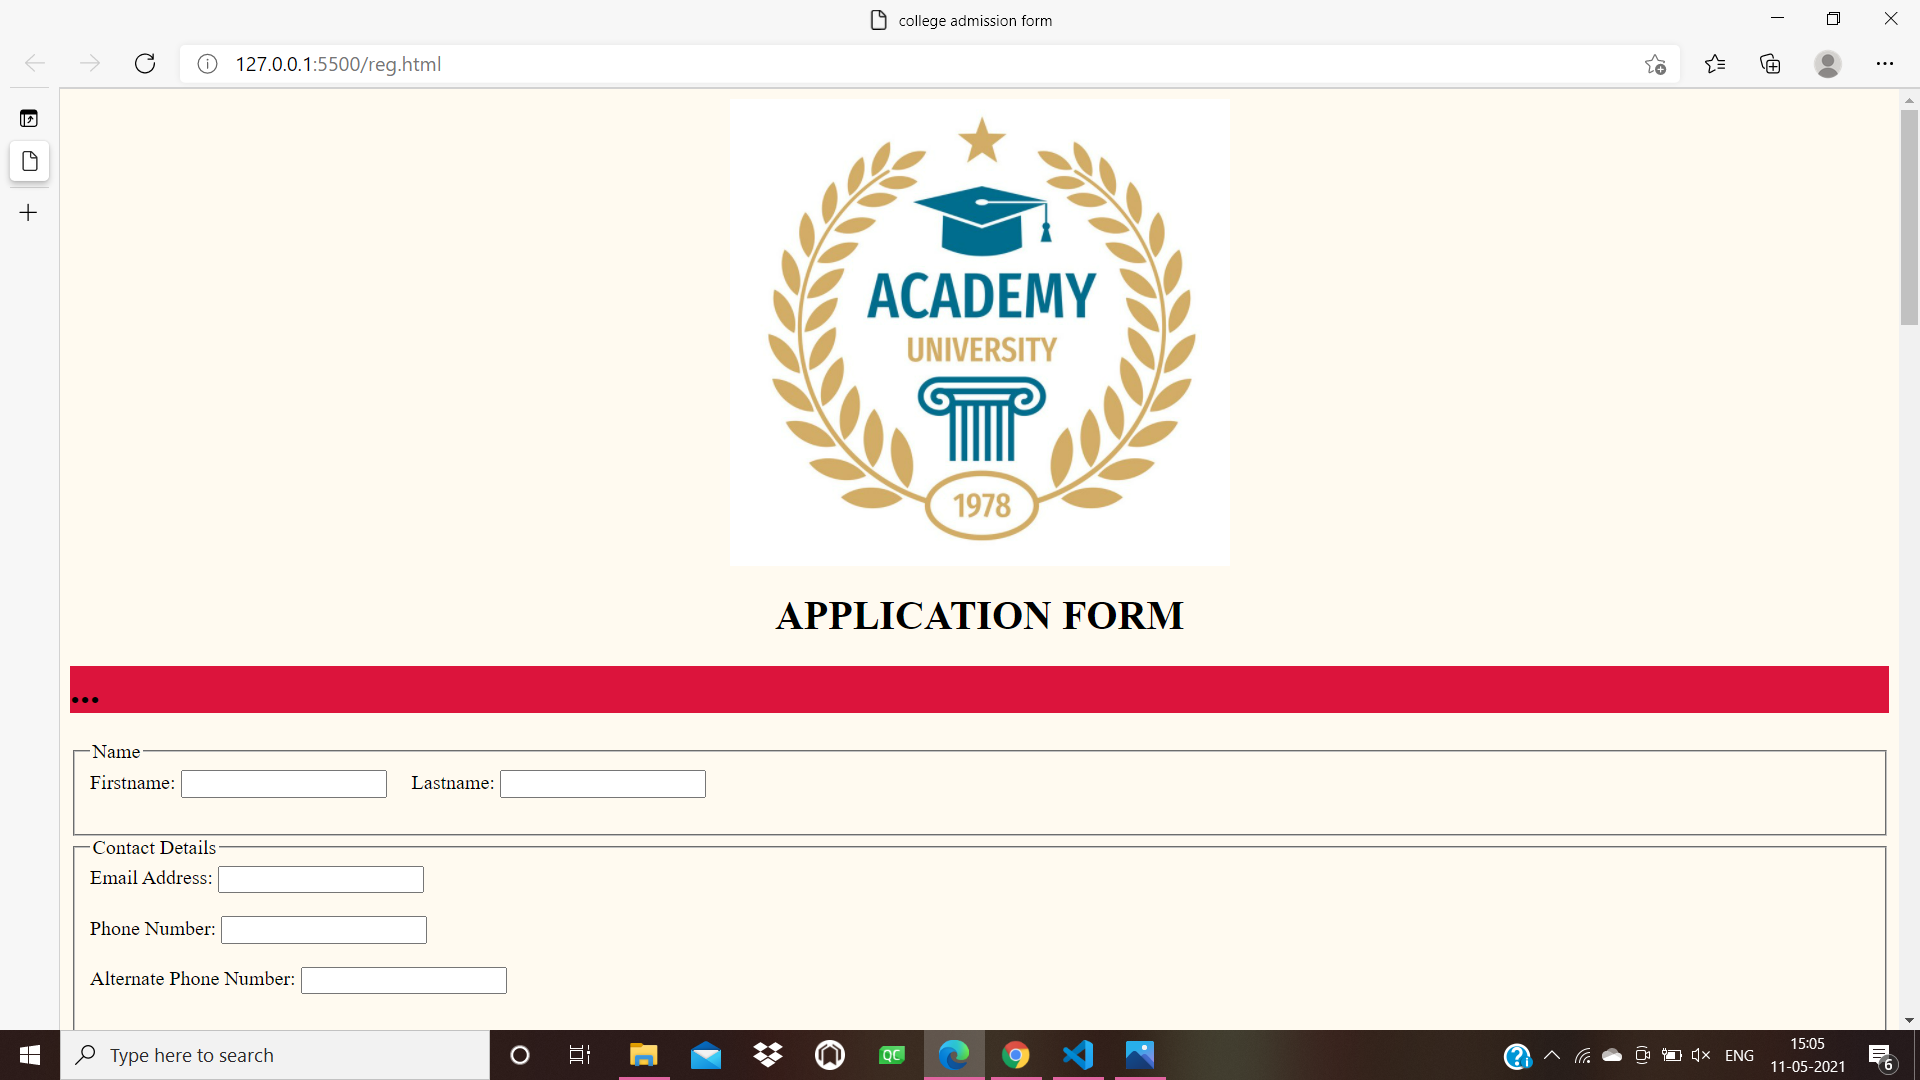 college admission form
127.0.0.1:5500/reg.html
ACADEMY
UNIVERSITY
1978
APPLICATION FORM
...
Name
Firstname: Lastname:
Contact Details
Email Address:
Phone Number:
Alternate Phone Number:
Type here to search
QC
ENG
15:05
11-05-2021
6